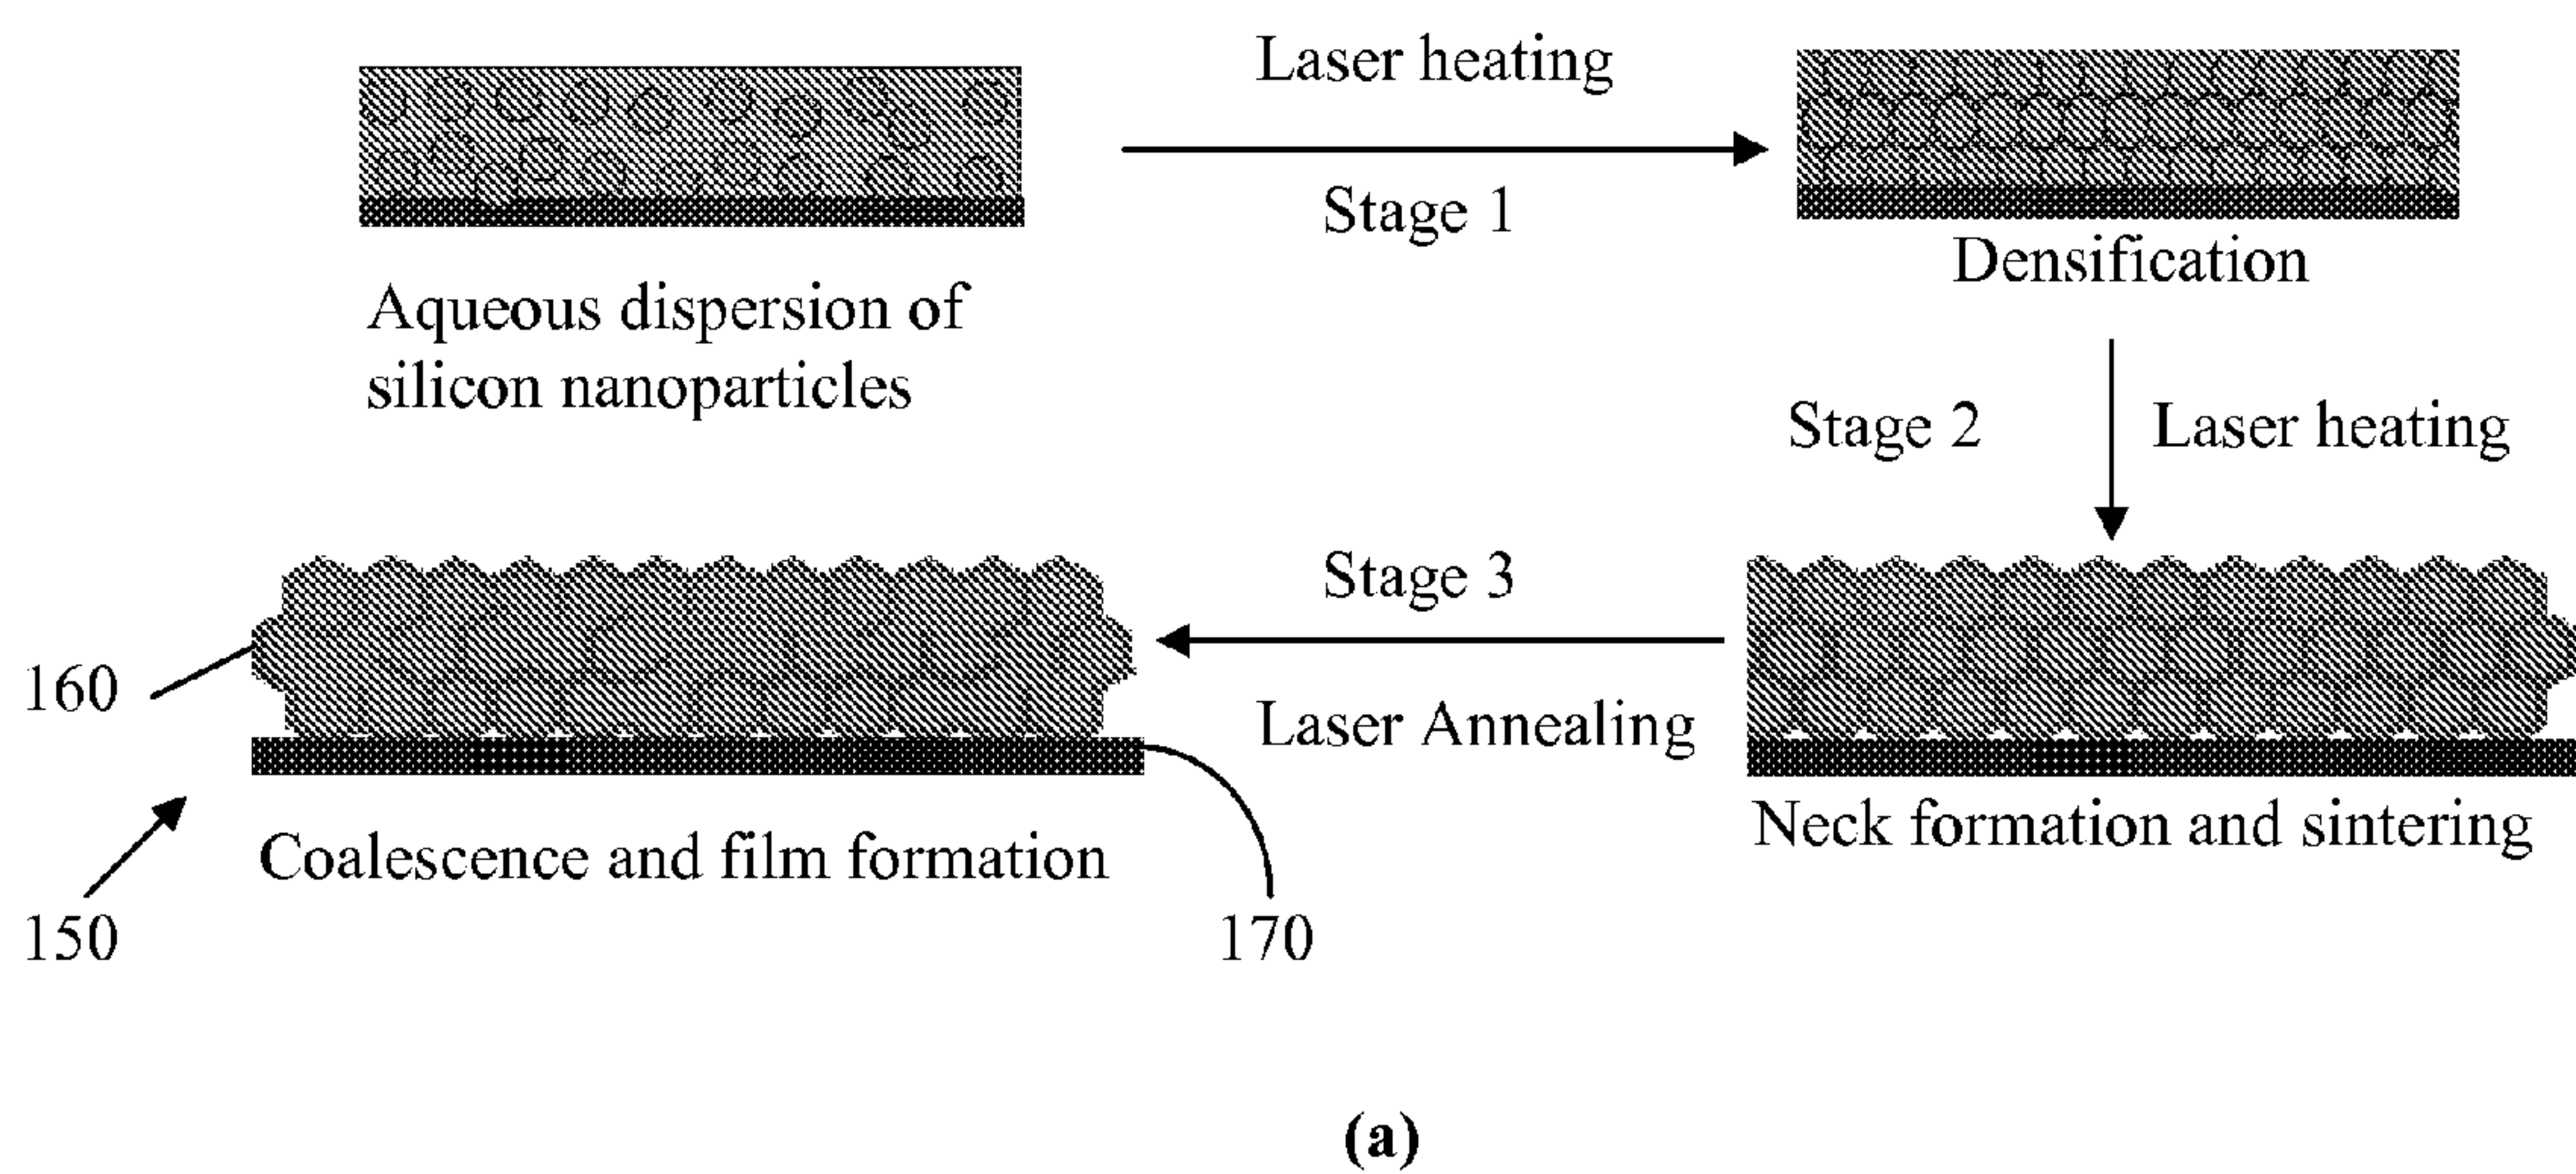 Laser heating
Stage 1
Aqueous dispersion of
silicon nanoparticles
Densification
Stage 2
Laser heating
Stage 3
Laser Annealing
160
Neck formation and sintering
Coalescence and film formation
150
170
(a)